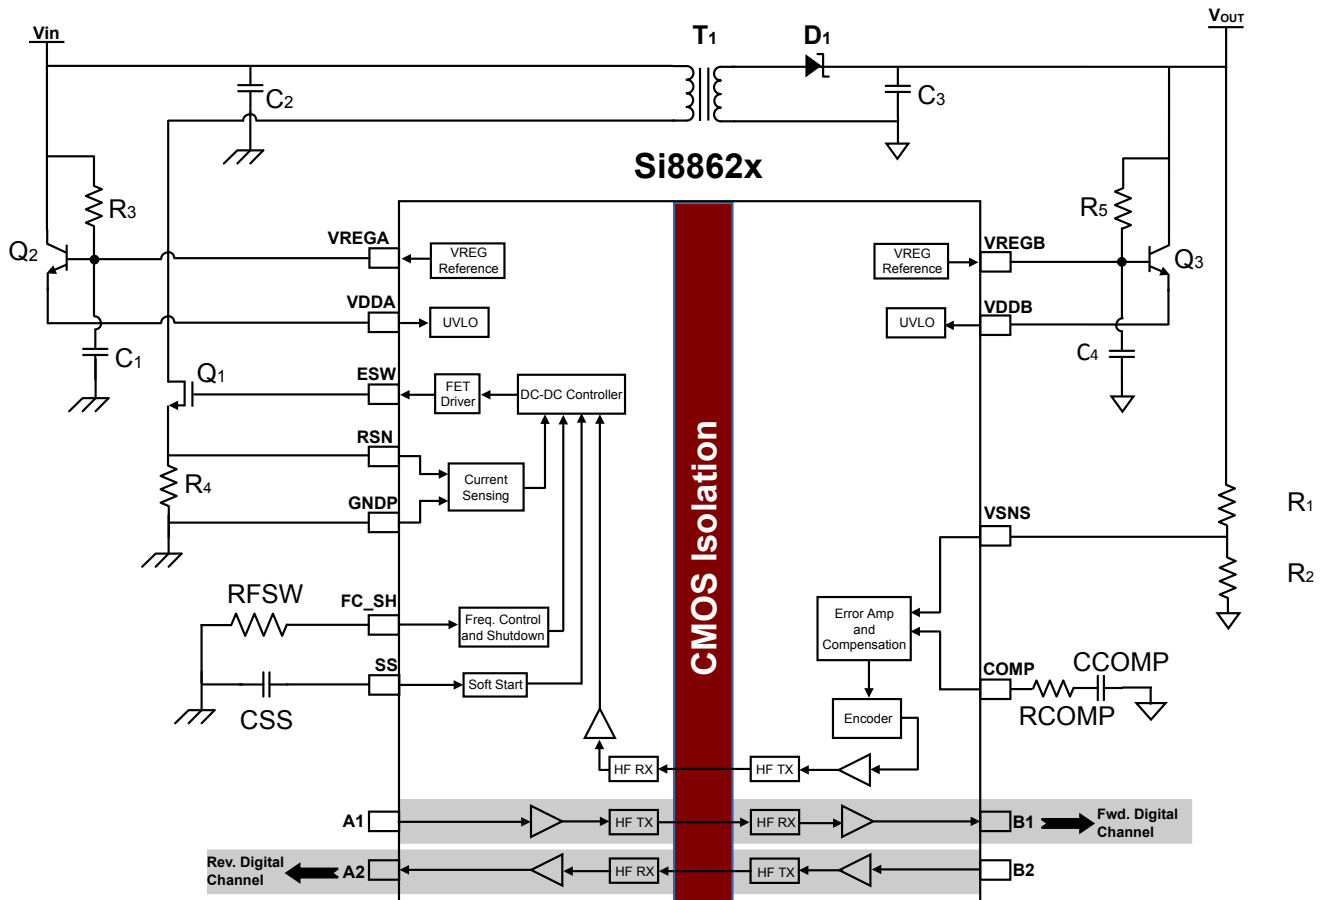 Vin
T1
D1
VOUT
C2
C3
Si8862x
R3
R5
Q2
VREGA
VREG
Reference
VREG
Reference
VREGB
Q3
VDDA
UVLO
UVLO
VDDB
C1
C4
Q1
ESW
FET
Driver
DC-DC Controller
RSN
R4
Current
Sensing
GNDP
CMOS Isolation
VSNS
R1
R2
RFSW
FC_SH
Freq. Control
and Shutdown
Error Amp
and
Compensation
SS
Soft Start
CSS
COMP
CCOMP
RCOMP
Encoder
HF RX
HF TX
A1
HF TX
HF RX
B1
Fwd. Digital
Channel
Rev. Digital
Channel
A2
HF RX
HF TX
B2